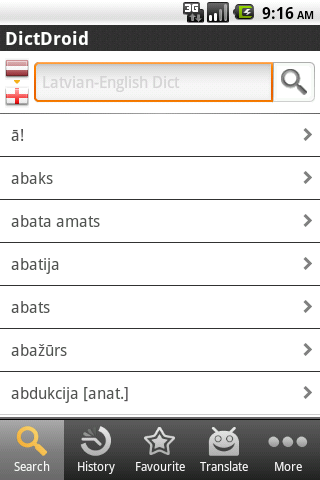 3G 9:16 AM
DictDroid
Latvian-English Dict
ā!
abaks
abata amats
abatija
abats
abažūrs
abdukcija [anat.]
Search History Favourite Translate More